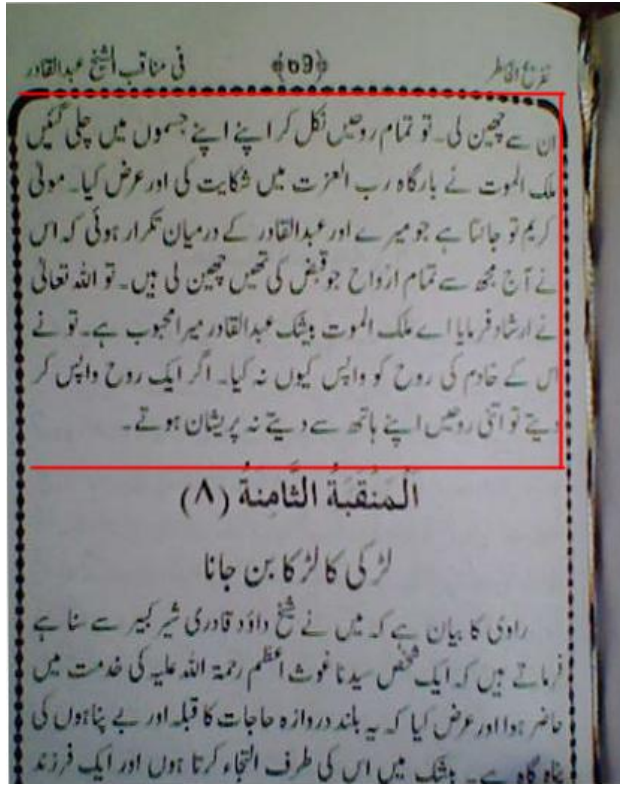 تفریح الخاطر ﴿69﴾ فی مناقب الشیخ عبدالقادر
ان سے چھین لی۔ تو تمام روحیں نکل کر اپنے اپنے جسموں میں چلی گئیں
ملک الموت نے بارگاہ رب العزت میں شکایت کی اور عرض کیا۔ مولیٰ
کریم تو جانتا ہے جو میرے اور عبدالقادر کے درمیان تکرار ہوئی کہ اس
نے آج مجھ سے تمام ارواح جو قبض کی تھیں چھین لی ہیں۔ تو اللہ تعالیٰ
نے ارشاد فرمایا اے ملک الموت بیشک عبدالقادر میرا محبوب ہے۔ تو نے
اس کے خادم کی روح کو واپس کیوں نہ کیا۔ اگر ایک روح واپس کر
دیتے تو اتنی روحیں اپنے ہاتھ سے دیتے نہ پریشان ہوتے۔
اَلْمَنْقَبَةُ الثَّامِنَةُ (۸)
لڑکی کا لڑکا بن جانا
راوی کا بیان ہے کہ میں نے شیخ داؤد قادری شیر کبیر سے سنا ہے
فرماتے ہیں کہ ایک شخص سیدنا غوث اعظم رحمۃ اللہ علیہ کی خدمت میں
حاضر ہوا اور عرض کیا کہ یہ بلند دروازہ حاجات کا قبلہ اور بے پناہوں کی
پناہ گاہ ہے۔ بیشک میں اس کی طرف التجاء کرتا ہوں اور ایک فرزند